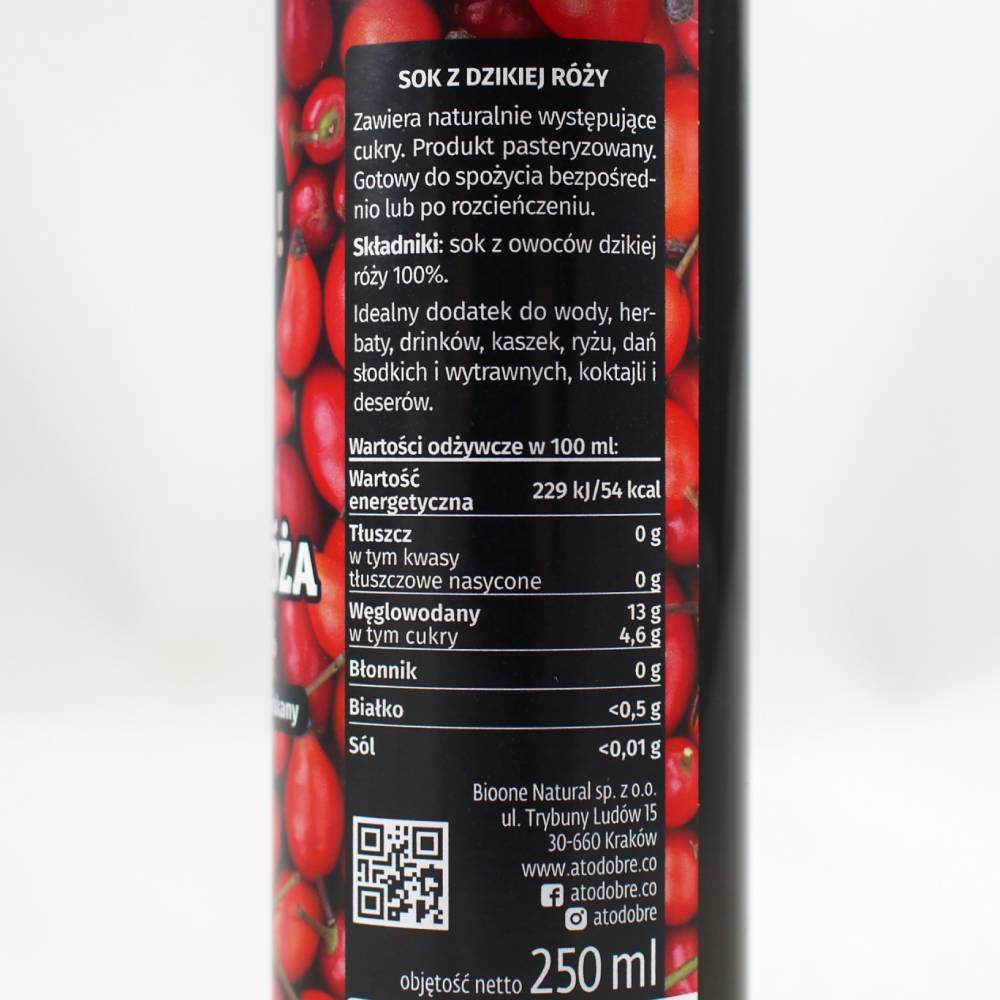 SOK Z DZIKIEJ RÓŻY
Zawiera naturalnie występujące
cukry. Produkt pasteryzowany.
Gotowy do spożycia bezpośred-
nio lub po rozcieńczeniu.
Składniki: sok z owoców dzikiej
róży 100%.
Idealny dodatek do wody, her-
baty, drinków, kaszek, ryżu, dań
słodkich i wytrawnych, koktajli i
deserów.
Wartości odżywcze w 100 ml:
Wartość
energetyczna 229 kJ/54 kcal
Tłuszcz 0 g
w tym kwasy
tłuszczowe nasycone 0 g
Węglowodany 13 g
w tym cukry 4,6 g
Błonnik 0 g
Białko <0,5 g
Sól <0,01 g
Bioone Natural sp. z o.o.
ul. Trybuny Ludów 15
30-660 Kraków
www.atodobre.co
atodobre.co
atodobre
objętość netto 250 ml